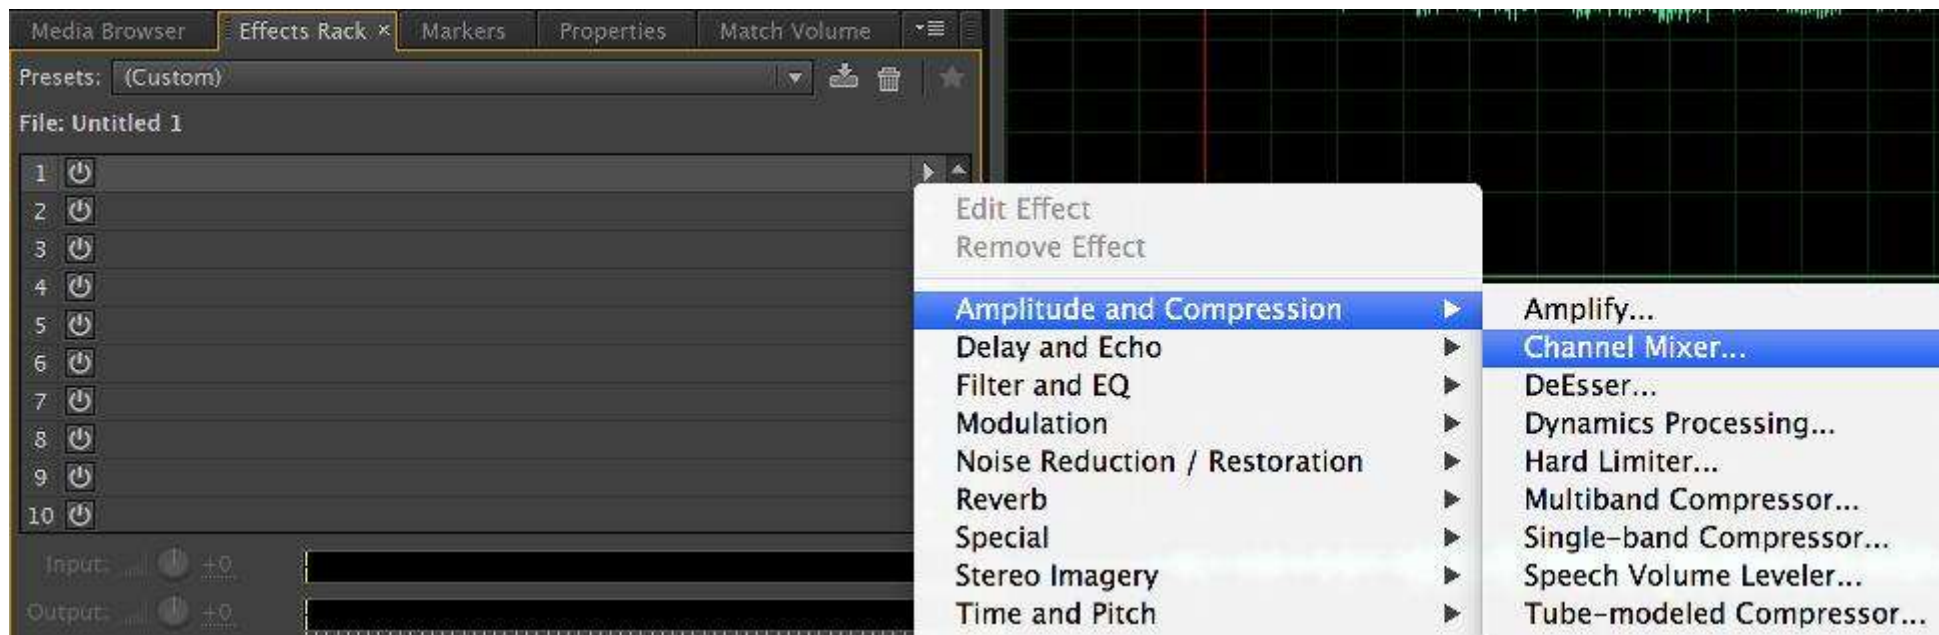 Media Browser Effects Rack × Markers Properties Match Volume
Presets: (Custom)
File: Untitled 1
1
2
3
4
5
6
7
8
9
10
Input: +0
Output: +0
Edit Effect
Remove Effect
Amplitude and Compression
Delay and Echo
Filter and EQ
Modulation
Noise Reduction / Restoration
Reverb
Special
Stereo Imagery
Time and Pitch
Amplify...
Channel Mixer...
DeEsser...
Dynamics Processing...
Hard Limiter...
Multiband Compressor...
Single-band Compressor...
Speech Volume Leveler...
Tube-modeled Compressor...